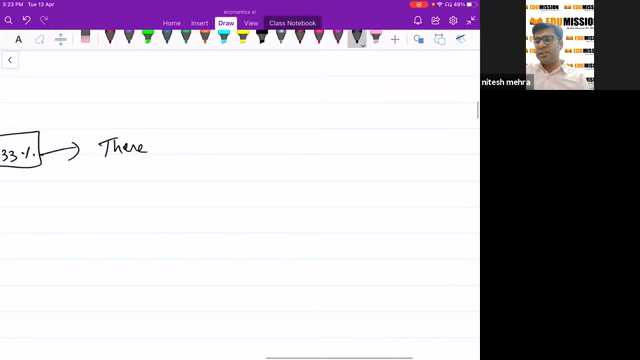 3:23 PM Tue 13 Apr
economics xi
49%
Home Insert Draw View Class Notebook
A
33 % → There
EDUMISSION
nitesh mehra